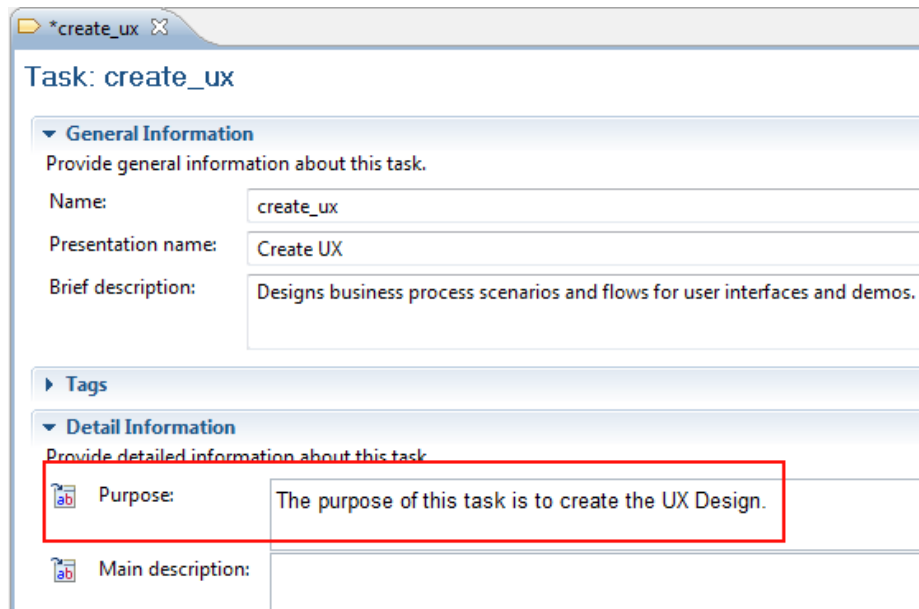 *create_ux
Task: create_ux
General Information
Provide general information about this task.
Name: create_ux
Presentation name: Create UX
Brief description: Designs business process scenarios and flows for user interfaces and demos.
Tags
Detail Information
Provide detailed information about this task
ab Purpose: The purpose of this task is to create the UX Design.
ab Main description: